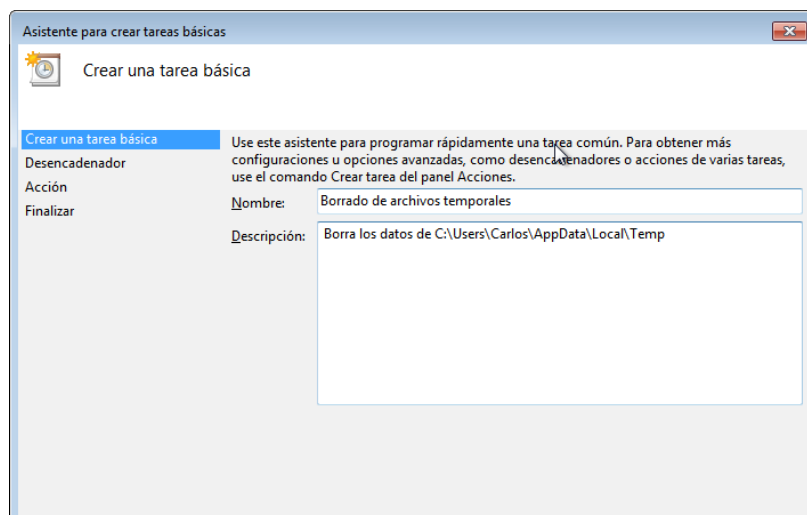 Asistente para crear tareas básicas
Crear una tarea básica
Crear una tarea básica
Desencadenador
Acción
Finalizar
Use este asistente para programar rápidamente una tarea común. Para obtener más
configuraciones u opciones avanzadas, como desencadenadores o acciones de varias tareas,
use el comando Crear tarea del panel Acciones.
Nombre: Borrado de archivos temporales
Descripción: Borra los datos de C:\Users\Carlos\AppData\Local\Temp